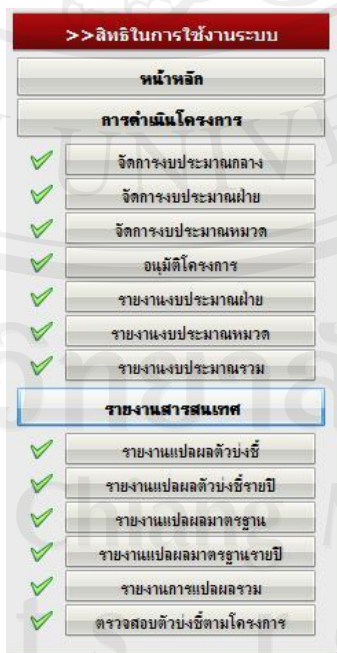 >>สิทธิในการใช้งานระบบ
หน้าหลัก
การดำเนินโครงการ
จัดการงบประมาณกลาง
จัดการงบประมาณฝ่าย
จัดการงบประมาณหมวด
อนุมัติโครงการ
รายงานงบประมาณฝ่าย
รายงานงบประมาณหมวด
รายงานงบประมาณรวม
รายงานสารสนเทศ
รายงานแปลผลตัวบ่งชี้
รายงานแปลผลตัวบ่งชี้รายปี
รายงานแปลผลมาตรฐาน
รายงานแปลผลมาตรฐานรายปี
รายงานการแปลผลรวม
ตรวจสอบตัวบ่งชี้ตามโครงการ